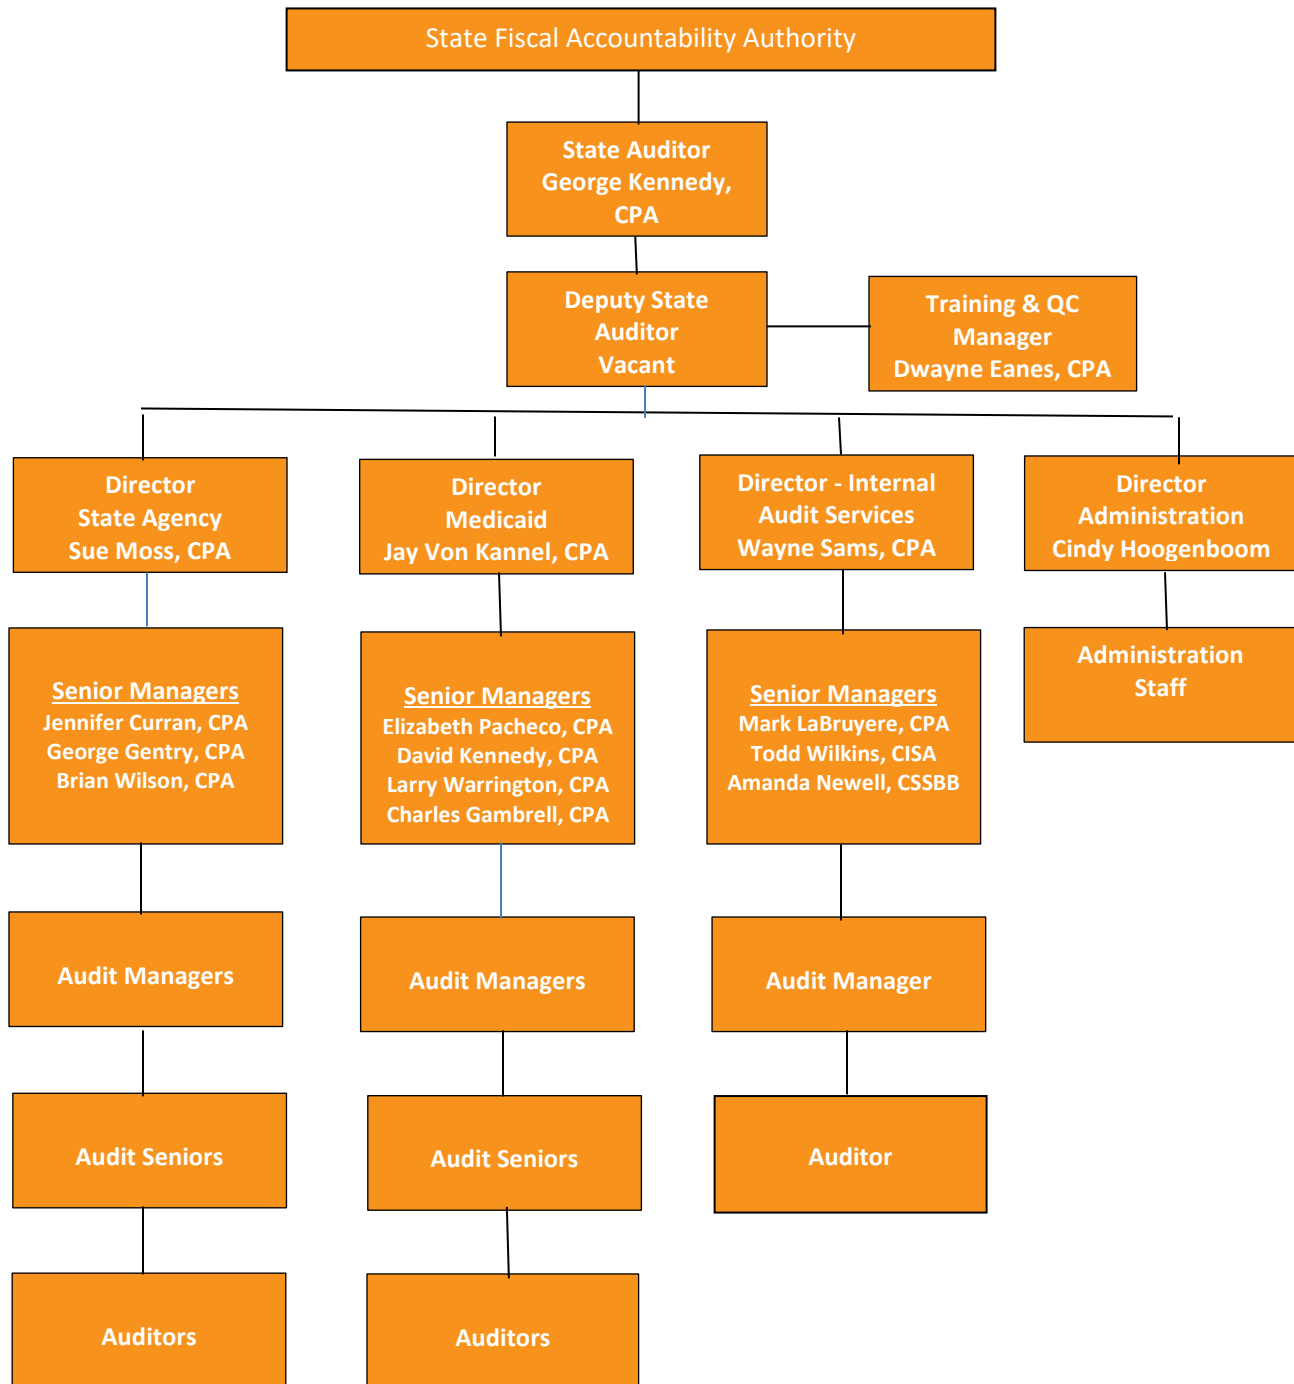 State Fiscal Accountability Authority
State Auditor
George Kennedy,
CPA
Deputy State
Auditor
Vacant
Training & QC
Manager
Dwayne Eanes, CPA
Director
State Agency
Sue Moss, CPA
Director
Medicaid
Jay Von Kannel, CPA
Director - Internal
Audit Services
Wayne Sams, CPA
Director
Administration
Cindy Hoogenboom
Senior Managers
Jennifer Curran, CPA
George Gentry, CPA
Brian Wilson, CPA
Senior Managers
Elizabeth Pacheco, CPA
David Kennedy, CPA
Larry Warrington, CPA
Charles Gambrell, CPA
Senior Managers
Mark LaBruyere, CPA
Todd Wilkins, CISA
Amanda Newell, CSSBB
Administration
Staff
Audit Managers
Audit Managers
Audit Manager
Audit Seniors
Audit Seniors
Auditor
Auditors
Auditors